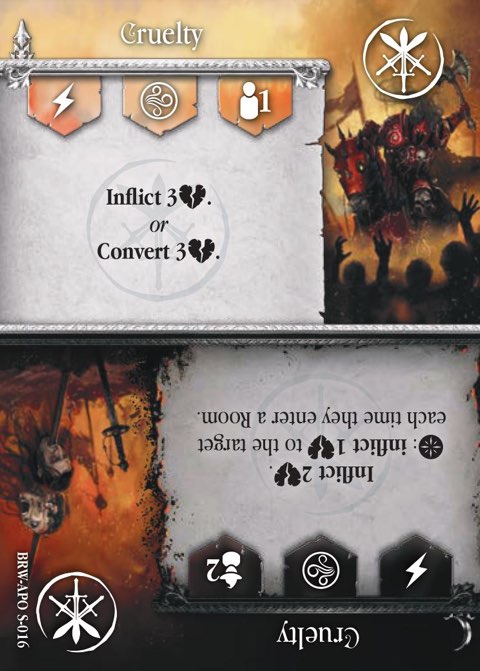 Cruelty
1
Inflict 3.
or
Convert 3.
Cruelty
2
Inflict 2.
: inflict 1 to the target
each time they enter a Room.
BRW-APO S-016